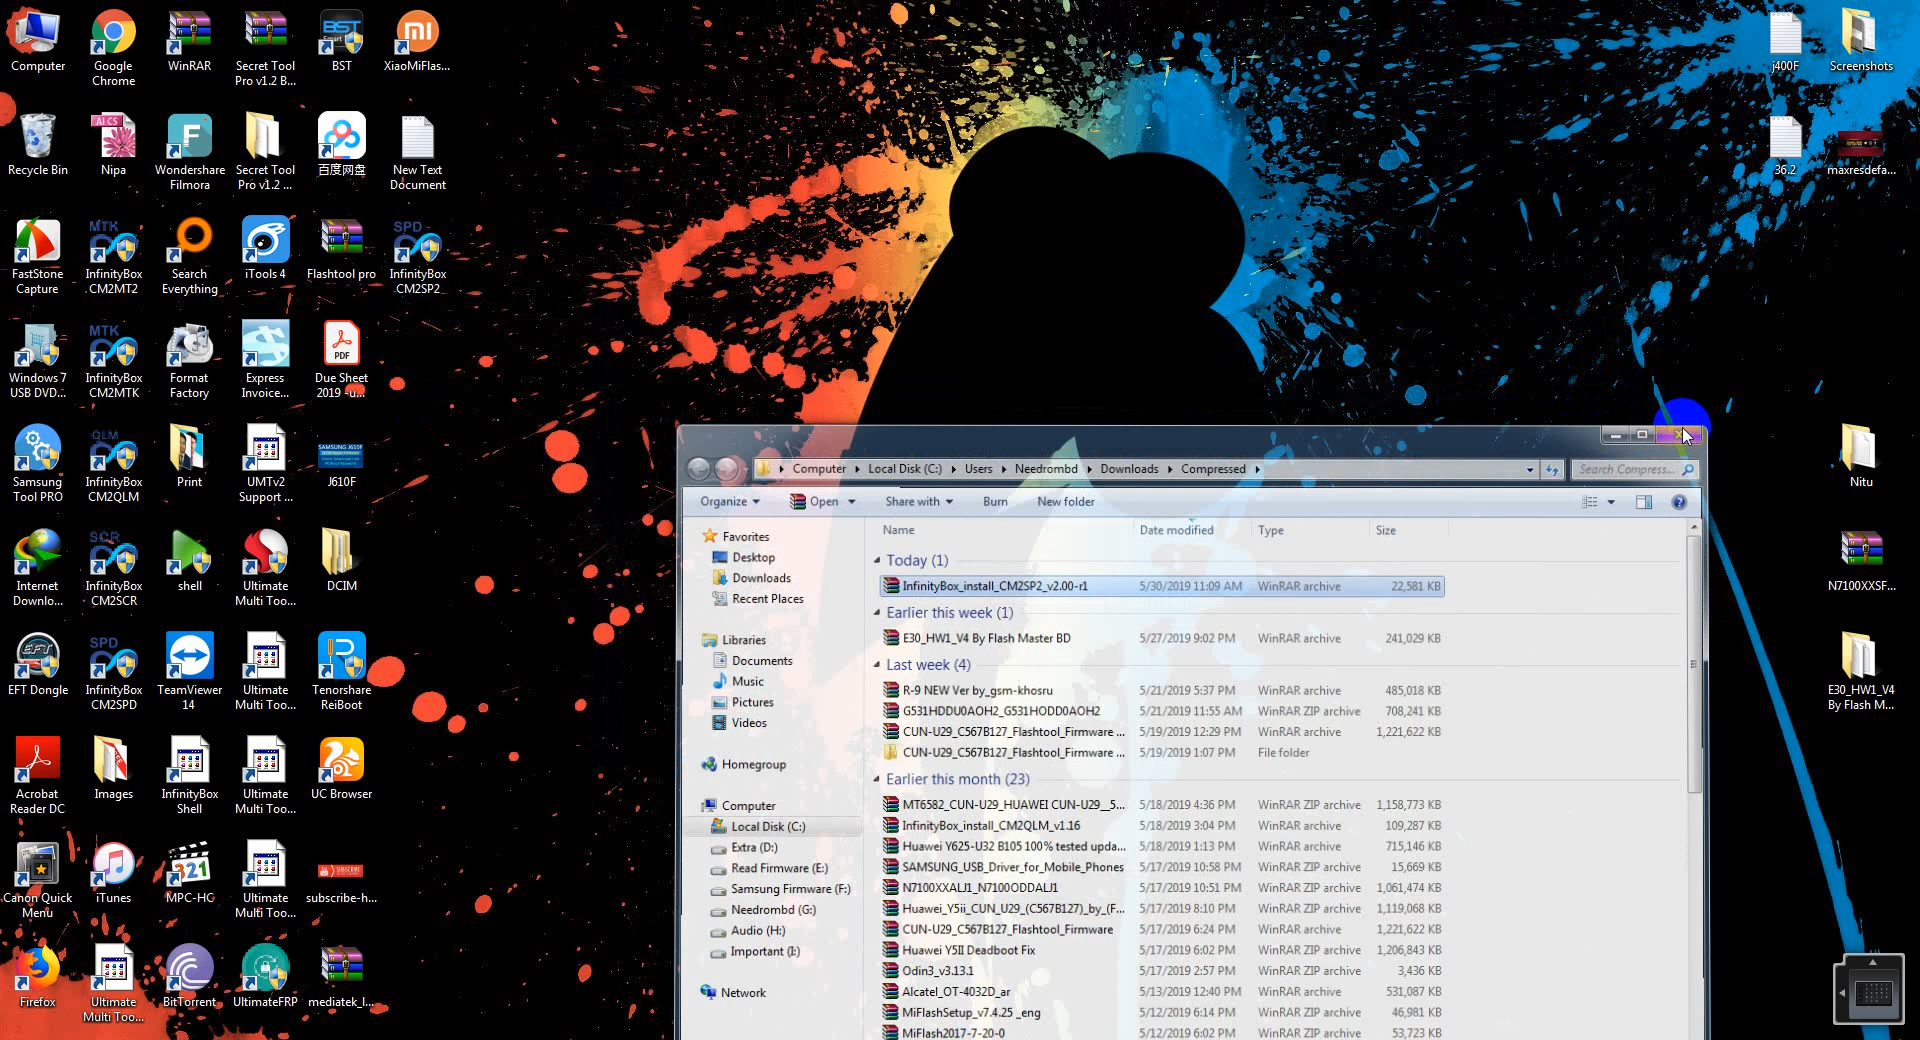 Computer
Google
Chrome
WinRAR
Secret Tool
Pro v1.2 B...
BST
XiaoMiFlas...
j400F
Screenshots
Recycle Bin
Nipa
Wondershare
Filmora
Secret Tool
Pro v1.2 ...
百度网盘
New Text
Document
36.2
maxresdefa...
FastStone
Capture
InfinityBox
CM2MT2
Search
Everything
iTools 4
Flashtool pro
InfinityBox
CM2SP2
Windows 7
USB DVD...
InfinityBox
CM2MTK
Format
Factory
Express
Invoice...
Due Sheet
2019 -u...
Samsung
Tool PRO
InfinityBox
CM2QLM
Print
UMTv2
Support ...
J610F
Nitu
Internet
Downlo...
InfinityBox
CM2SCR
shell
Ultimate
Multi Too...
DCIM
N7100XXSF...
EFT Dongle
InfinityBox
CM2SPD
TeamViewer
14
Ultimate
Multi Too...
Tenorshare
ReiBoot
E30_HW1_V4
By Flash M...
Acrobat
Reader DC
Images
InfinityBox
Shell
Ultimate
Multi Too...
UC Browser
Canon Quick
Menu
iTunes
MPC-HC
Ultimate
Multi Too...
subscribe-h...
Firefox
Ultimate
Multi Too...
BitTorrent
UltimateFRP
mediatek_I...
Computer Local Disk (C:) Users Needrombd Downloads Compressed
Search Compress...
Organize Open Share with Burn New folder
Name Date modified Type Size
Favorites
Desktop
Downloads
Recent Places
Libraries
Documents
Music
Pictures
Videos
Homegroup
Computer
Local Disk (C:)
Extra (D:)
Read Firmware (E:)
Samsung Firmware (F:)
Needrombd (G:)
Audio (H:)
Important (I:)
Network
Today (1)
InfinityBox_install_CM2SP2_v2.00-r1 5/30/2019 11:09 AM WinRAR archive 22,581 KB
Earlier this week (1)
E30_HW1_V4 By Flash Master BD 5/27/2019 9:02 PM WinRAR archive 241,029 KB
Last week (4)
R-9 NEW Ver by_gsm-khosru 5/21/2019 5:37 PM WinRAR archive 485,018 KB
G531HDDU0AOH2_G531HODD0AOH2 5/21/2019 11:55 AM WinRAR ZIP archive 708,241 KB
CUN-U29_C567B127_Flashtool_Firmware ... 5/19/2019 12:29 PM WinRAR archive 1,221,622 KB
CUN-U29_C567B127_Flashtool_Firmware ... 5/19/2019 1:07 PM File folder
Earlier this month (23)
MT6582_CUN-U29_HUAWEI CUN-U29__5... 5/18/2019 4:36 PM WinRAR ZIP archive 1,158,773 KB
InfinityBox_install_CM2QLM_v1.16 5/18/2019 3:04 PM WinRAR archive 109,287 KB
Huawei Y625-U32 B105 100% tested upda... 5/18/2019 1:13 PM WinRAR archive 715,146 KB
SAMSUNG_USB_Driver_for_Mobile_Phones 5/17/2019 10:58 PM WinRAR ZIP archive 15,669 KB
N7100XXALJ1_N7100ODDALJ1 5/17/2019 10:51 PM WinRAR ZIP archive 1,061,474 KB
Huawei_Y5ii_CUN_U29_(C567B127)_by_(F... 5/17/2019 8:10 PM WinRAR ZIP archive 1,119,068 KB
CUN-U29_C567B127_Flashtool_Firmware 5/17/2019 6:24 PM WinRAR archive 1,221,622 KB
Huawei Y5II Deadboot Fix 5/17/2019 6:02 PM WinRAR ZIP archive 1,206,843 KB
Odin3_v3.13.1 5/17/2019 2:57 PM WinRAR archive 3,436 KB
Alcatel_OT-4032D_ar 5/13/2019 12:40 PM WinRAR archive 531,087 KB
MiFlashSetup_v7.4.25 _eng 5/12/2019 6:14 PM WinRAR archive 46,981 KB
MiFlash2017-7-20-0 5/12/2019 6:02 PM WinRAR ZIP archive 53,723 KB